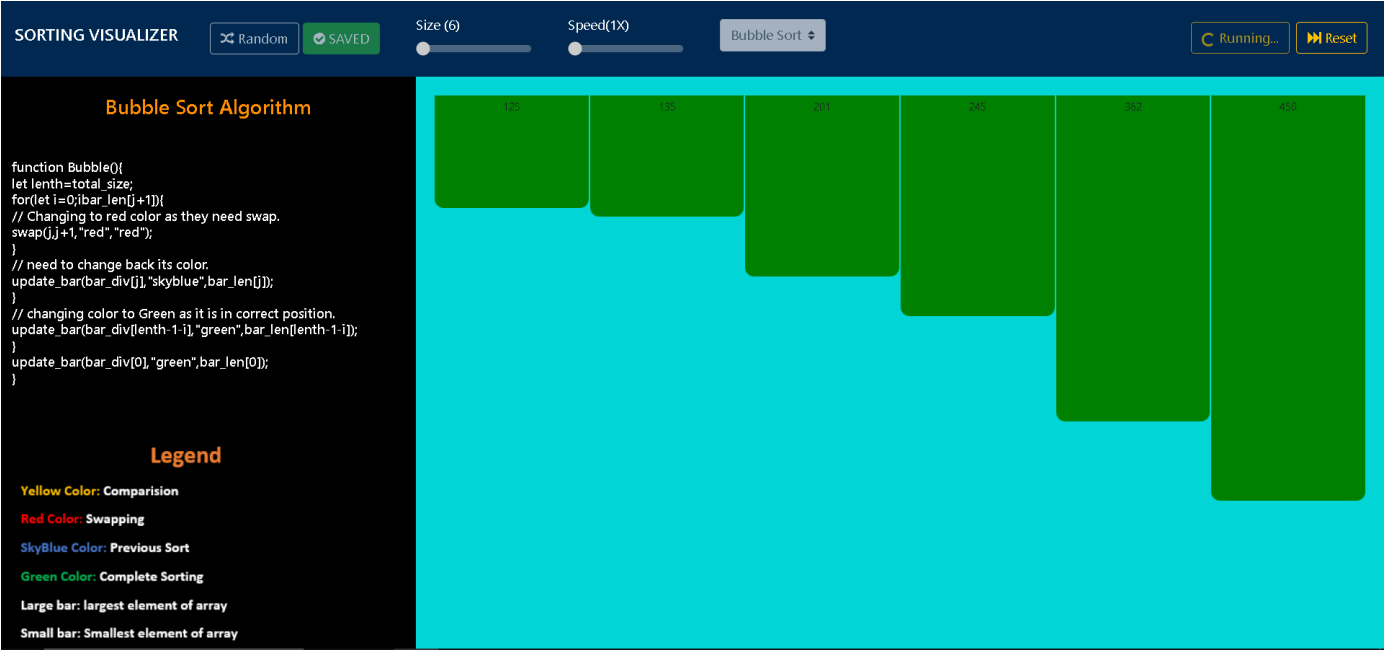 SORTING VISUALIZER
Random
SAVED
Size (6)
Speed(1X)
Bubble Sort
Running...
Reset
Bubble Sort Algorithm
function Bubble(){
let lenth=total_size;
for(let i=0;ibar_len[j+1]){
// Changing to red color as they need swap.
swap(j,j+1,"red","red");
}
// need to change back its color.
update_bar(bar_div[j],"skyblue",bar_len[j]);
}
// changing color to Green as it is in correct position.
update_bar(bar_div[lenth-1-i],"green",bar_len[lenth-1-i]);
}
update_bar(bar_div[0],"green",bar_len[0]);
}
Legend
Yellow Color: Comparision
Red Color: Swapping
SkyBlue Color: Previous Sort
Green Color: Complete Sorting
Large bar: largest element of array
Small bar: Smallest element of array
125 135 201 245 362 450